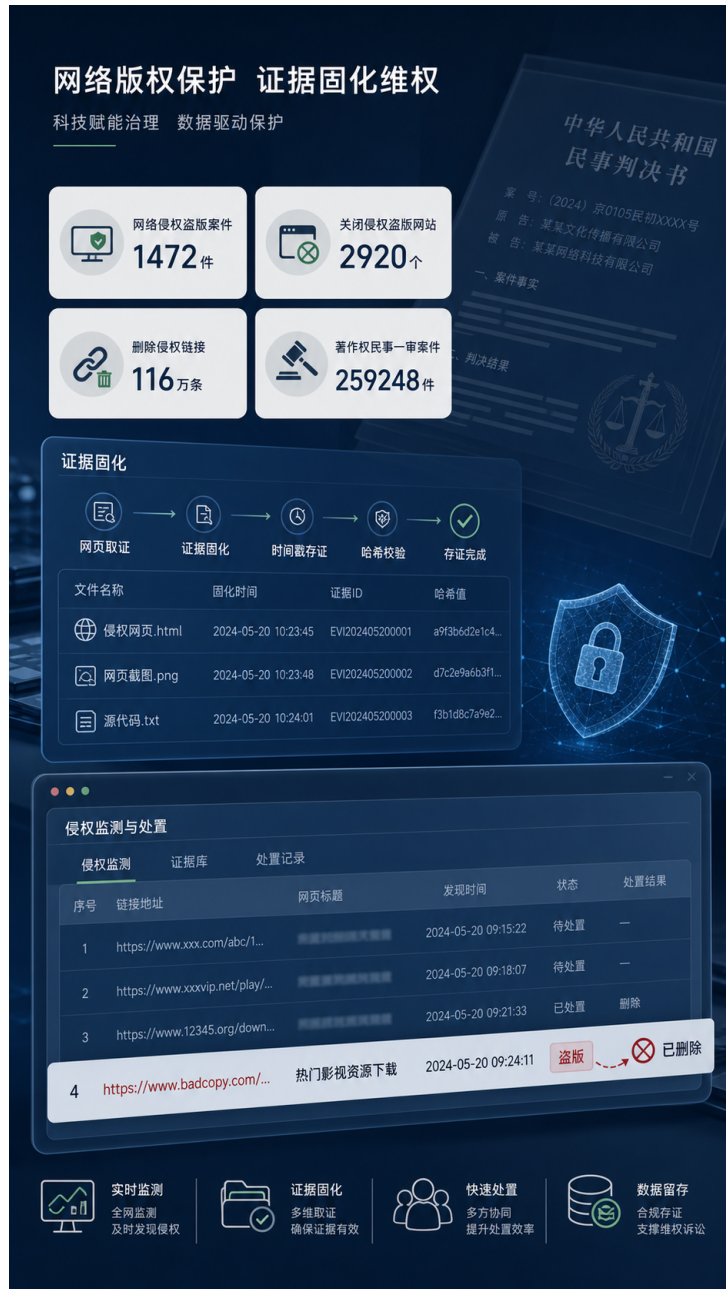 网络版权保护 证据固化维权
科技赋能治理 数据驱动保护
中华人民共和国
民事判决书
案 号：（2024）京0105民初XXXX号
原 告：某某文化传播有限公司
被 告：某某网络科技有限公司
一、案件事实
二、判决结果
网络侵权盗版案件
1472件
关闭侵权盗版网站
2920个
删除侵权链接
116万条
著作权民事一审案件
259248件
证据固化
网页取证
证据固化
时间戳存证
哈希校验
存证完成
文件名称 固化时间 证据ID 哈希值
侵权网页.html 2024-05-20 10:23:45 EVI202405200001 a9f3b6d2e1c4...
网页截图.png 2024-05-20 10:23:48 EVI202405200002 d7c2e9a6b3f1...
源代码.txt 2024-05-20 10:24:01 EVI202405200003 f3b1d8c7a9e2...
侵权监测与处置
侵权监测 证据库 处置记录
序号 链接地址 网页标题 发现时间 状态 处置结果
1 https://www.xxx.com/abc/1... 2024-05-20 09:15:22 待处置 —
2 https://www.xxxvip.net/play/... 2024-05-20 09:18:07 待处置 —
3 https://www.12345.org/down... 2024-05-20 09:21:33 已处置 删除
4 https://www.badcopy.com/... 热门影视资源下载 2024-05-20 09:24:11 盗版 已删除
实时监测
全网监测
及时发现侵权
证据固化
多维取证
确保证据有效
快速处置
多方协同
提升处置效率
数据留存
合规存证
支撑维权诉讼